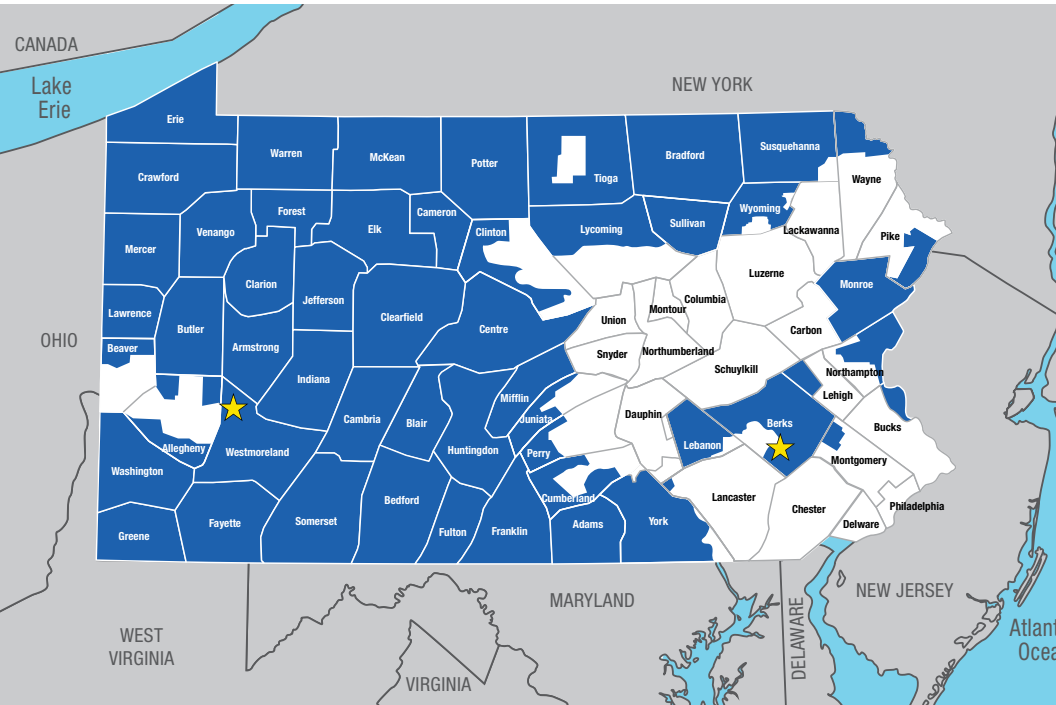 CANADA
Lake
Erie
NEW YORK
Erie
Warren
McKean
Potter
Tioga
Bradford
Susquehanna
Wayne
Crawford
Forest
Cameron
Elk
Venango
Clinton
Lycoming
Sullivan
Wyoming
Lackawanna
Pike
Mercer
Clarion
Jefferson
Luzerne
Monroe
Lawrence
Butler
Clearfield
Centre
Union
Montour
Columbia
Carbon
OHIO
Beaver
Armstrong
Indiana
Snyder
Northumberland
Schuylkill
Northampton
Lehigh
Mifflin
Juniata
Cambria
Blair
Dauphin
Berks
Bucks
Allegheny
Westmoreland
Huntingdon
Perry
Lebanon
Montgomery
Washington
Bedford
Cumberland
Lancaster
Philadelphia
Greene
Fayette
Somerset
Fulton
Franklin
Adams
York
Chester
Delware
MARYLAND
NEW JERSEY
DELAWARE
WEST
VIRGINIA
VIRGINIA
Atlant
Ocea